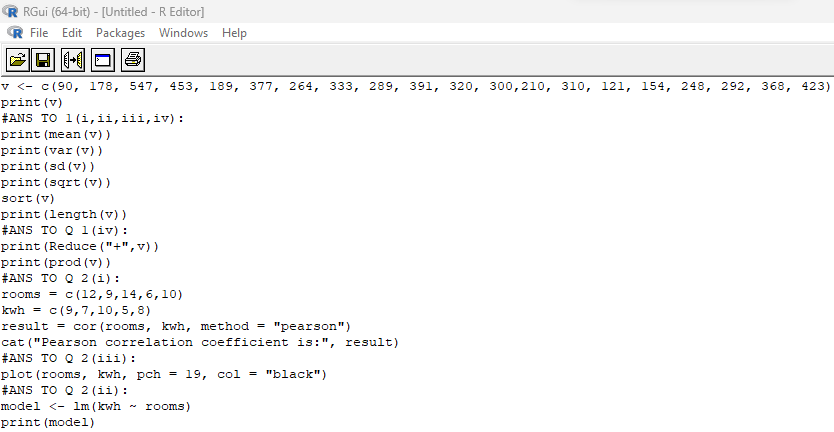 RGui (64-bit) - [Untitled - R Editor]
File Edit Packages Windows Help
v <- c(90, 178, 547, 453, 189, 377, 264, 333, 289, 391, 320, 300,210, 310, 121, 154, 248, 292, 368, 423)
print(v)
#ANS TO 1(i,ii,iii,iv):
print(mean(v))
print(var(v))
print(sd(v))
print(sqrt(v))
sort(v)
print(length(v))
#ANS TO Q 1(iv):
print(Reduce("+",v))
print(prod(v))
#ANS TO Q 2(i):
rooms = c(12,9,14,6,10)
kwh = c(9,7,10,5,8)
result = cor(rooms, kwh, method = "pearson")
cat("Pearson correlation coefficient is:", result)
#ANS TO Q 2(iii):
plot(rooms, kwh, pch = 19, col = "black")
#ANS TO Q 2(ii):
model <- lm(kwh ~ rooms)
print(model)